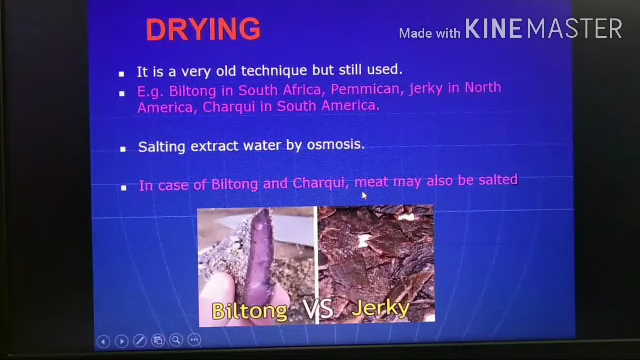 DRYING
Made with KINEMASTER
It is a very old technique but still used.
E.g. Biltong in South Africa, Pemmican, jerky in North
America, Charqui in South America.
Salting extract water by osmosis.
In case of Biltong and Charqui, meat may also be salted
Biltong VS Jerky